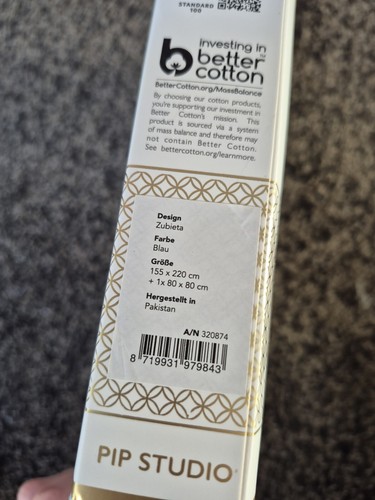 STANDARD
100
investing in
better
cotton
BetterCotton.org/MassBalance
By choosing our cotton products,
you're supporting our investment in
Better Cotton's mission. This
product is sourced via a system
of mass balance and therefore may
not contain Better Cotton.
See bettercotton.org/learnmore.
Design
Zubieta
Farbe
Blau
Größe
155 x 220 cm
+ 1x 80 x 80 cm
Hergestellt in
Pakistan
A/N 320874
8 719931 979843
PIP STUDIO